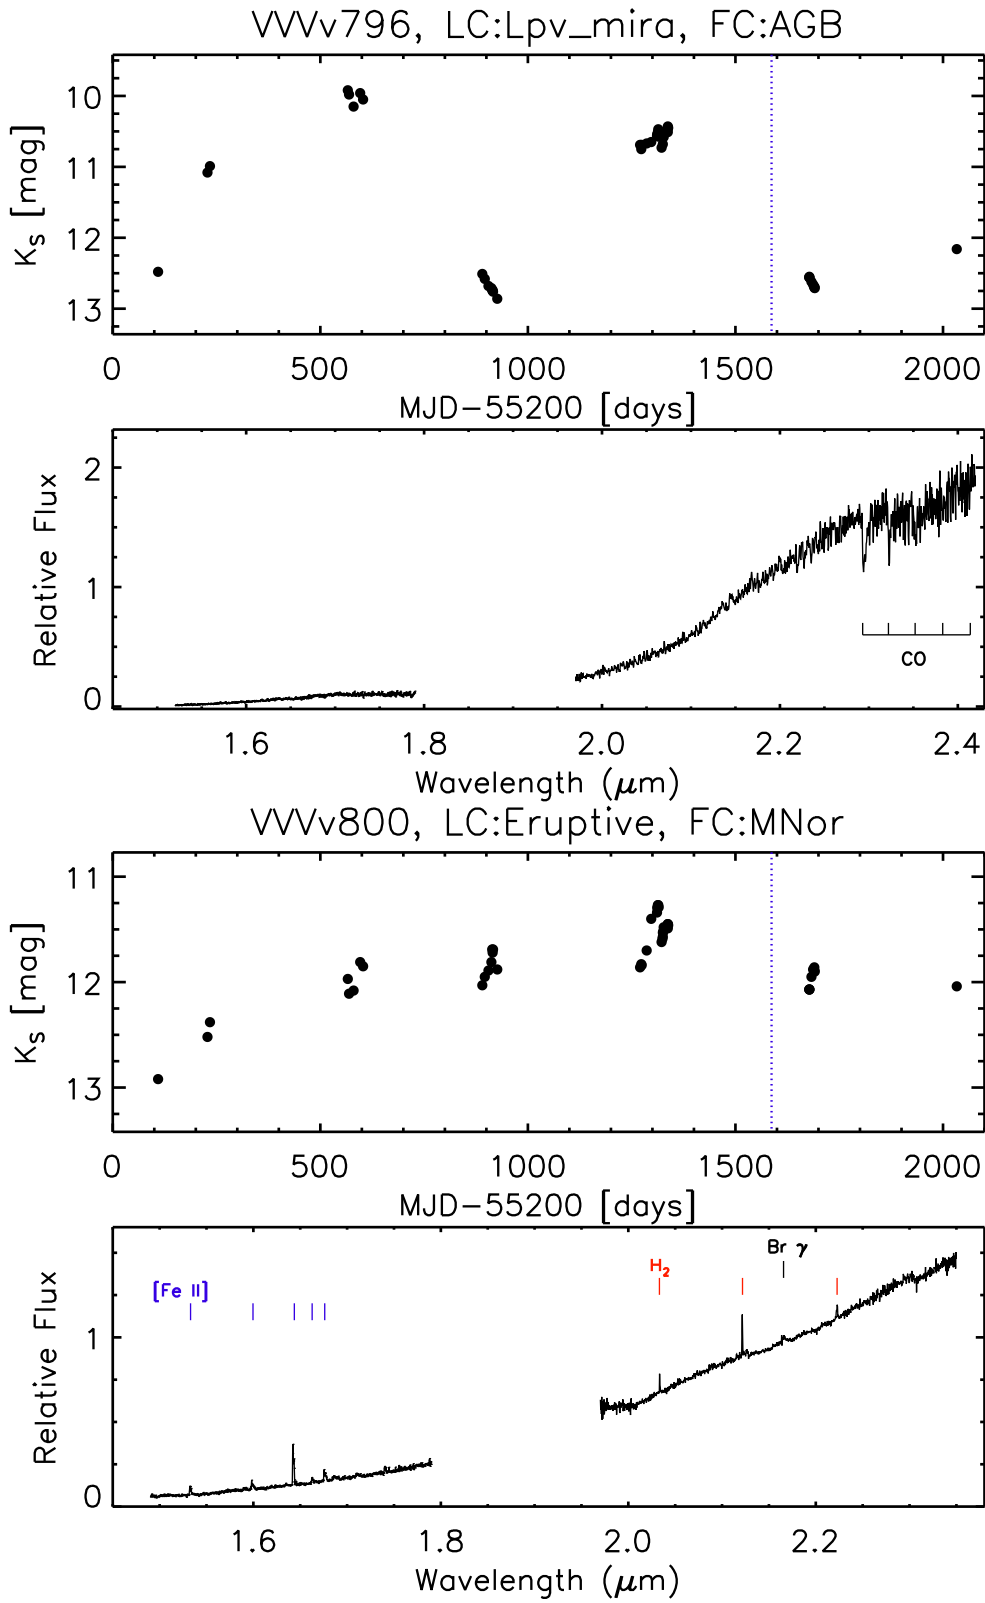 VVVv796, LC:Lpv_mira, FC:AGB
10
11
12
13
Ks [mag]
0 500 1000 1500 2000
MJD-55200 [days]
2
1
0
Relative Flux
CO
1.6 1.8 2.0 2.2 2.4
Wavelength (μm)
VVVv800, LC:Eruptive, FC:MNor
11
12
13
Ks [mag]
0 500 1000 1500 2000
MJD-55200 [days]
Br γ
H2
[Fe II]
1
0
Relative Flux
1.6 1.8 2.0 2.2
Wavelength (μm)